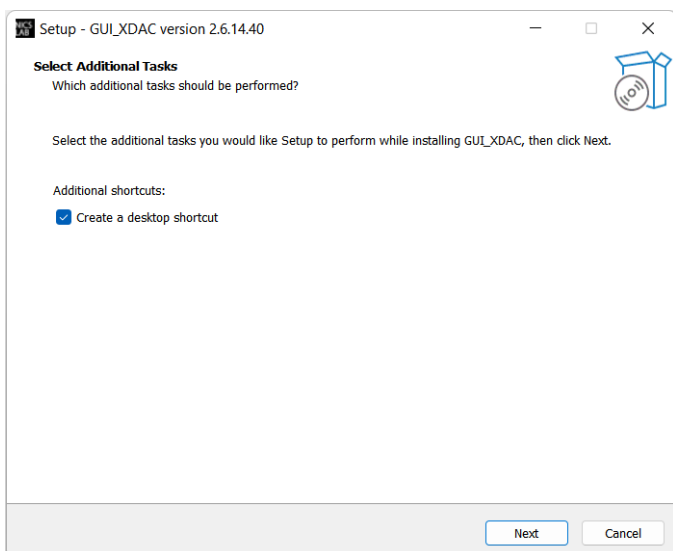 NICS
LAB
Setup - GUI_XDAC version 2.6.14.40
Select Additional Tasks
Which additional tasks should be performed?
Select the additional tasks you would like Setup to perform while installing GUI_XDAC, then click Next.
Additional shortcuts:
Create a desktop shortcut
Next
Cancel